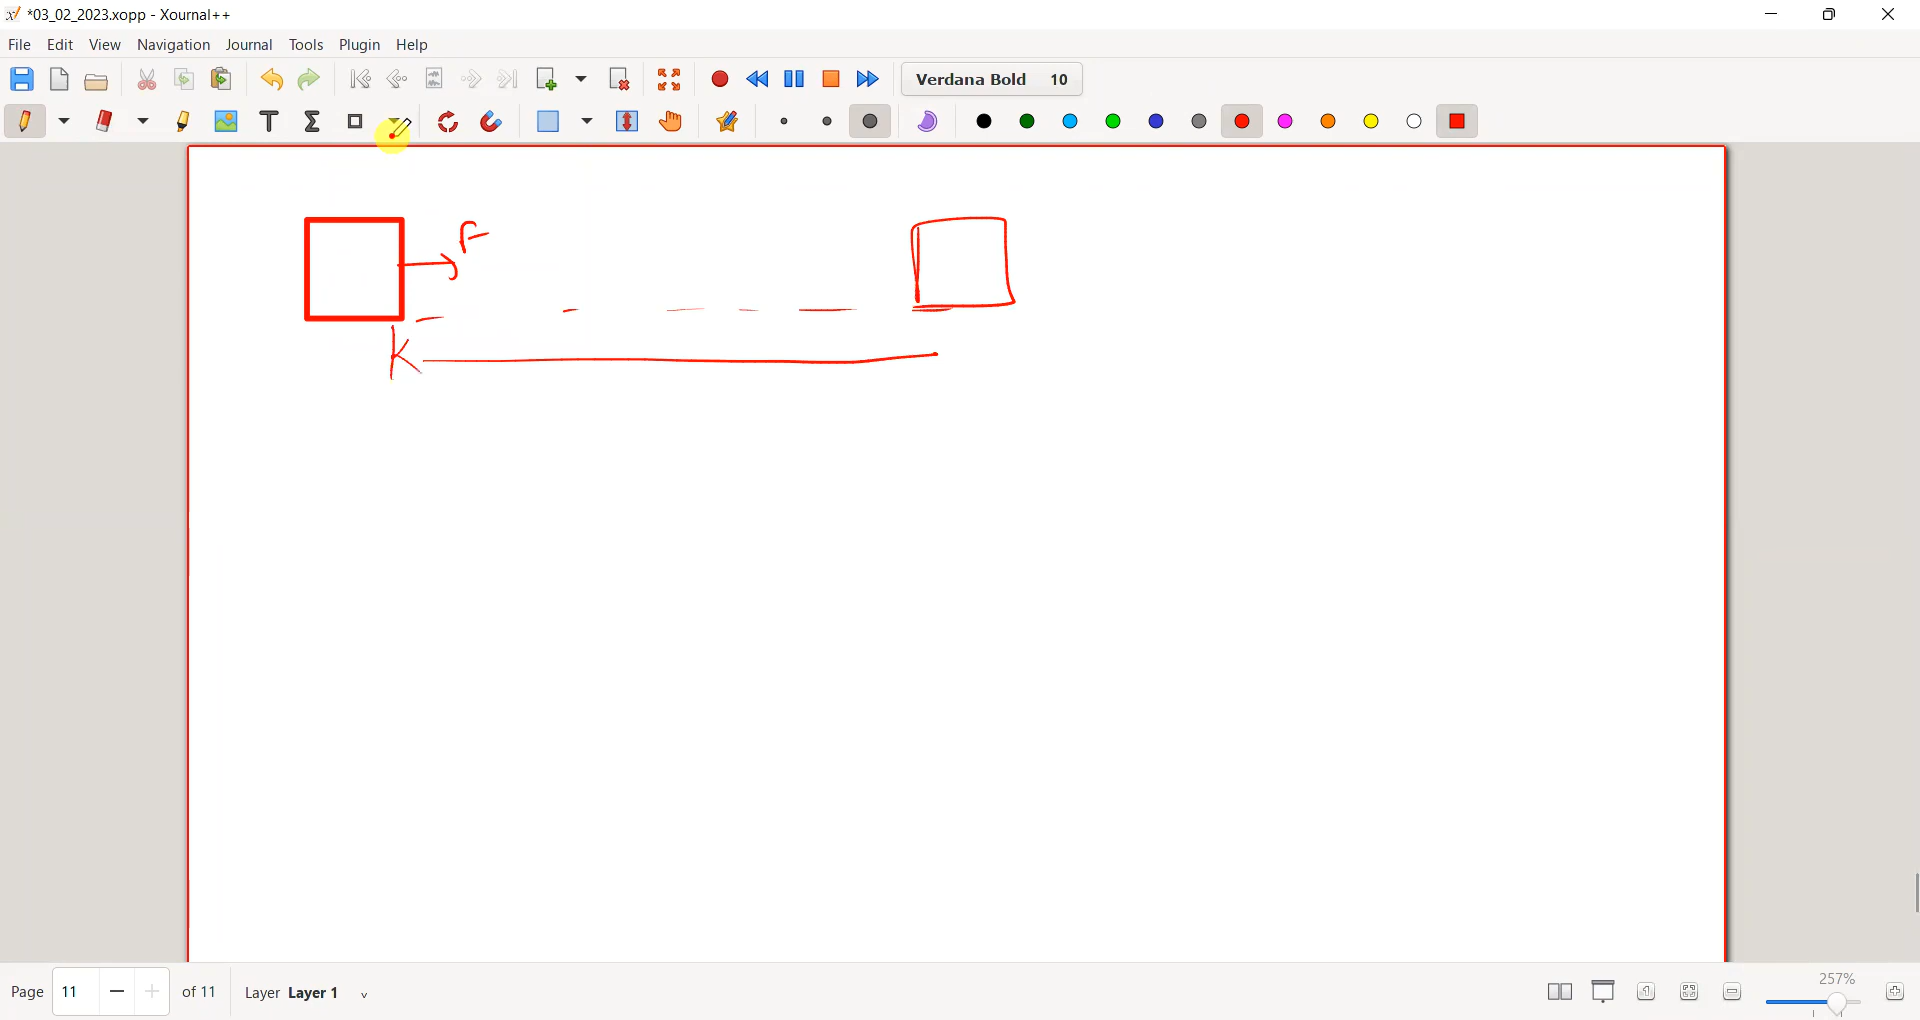 *03_02_2023.xopp - Xournal++
File Edit View Navigation Journal Tools Plugin Help
Verdana Bold 10
T Σ
F
K
257%
Page 11 of 11 Layer Layer 1